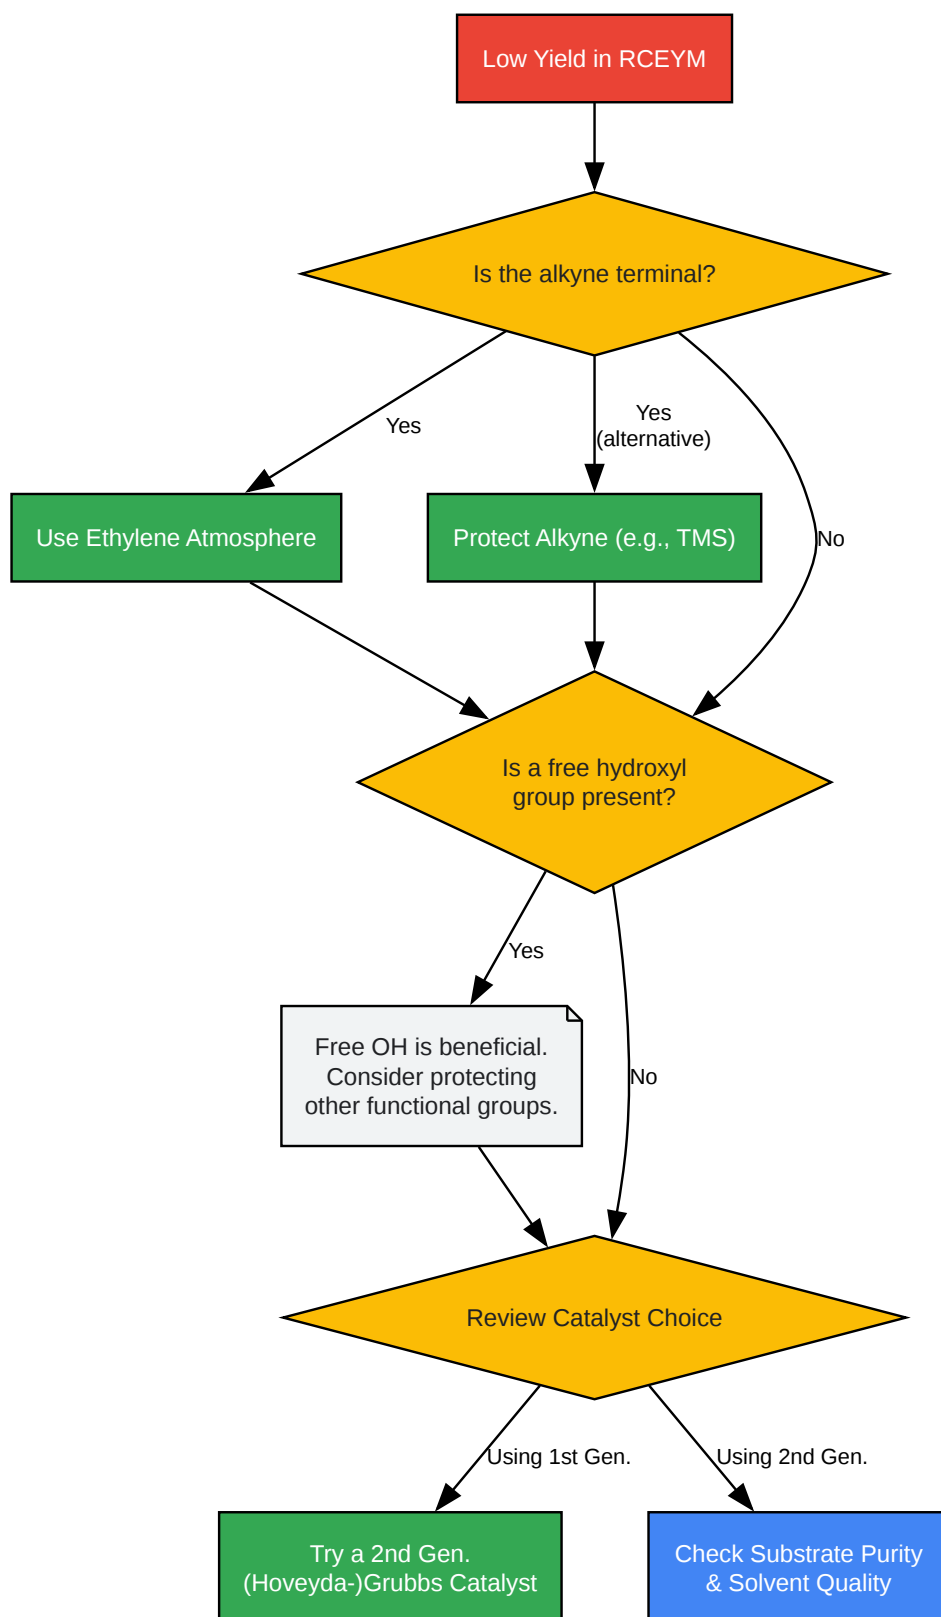 Low Yield in RCEYM
Is the alkyne terminal?
Yes
Yes
(alternative)
No
Use Ethylene Atmosphere
Protect Alkyne (e.g., TMS)
Is a free hydroxyl
group present?
Yes
No
Free OH is beneficial.
Consider protecting
other functional groups.
Review Catalyst Choice
Using 1st Gen.
Using 2nd Gen.
Try a 2nd Gen.
(Hoveyda-)Grubbs Catalyst
Check Substrate Purity
& Solvent Quality